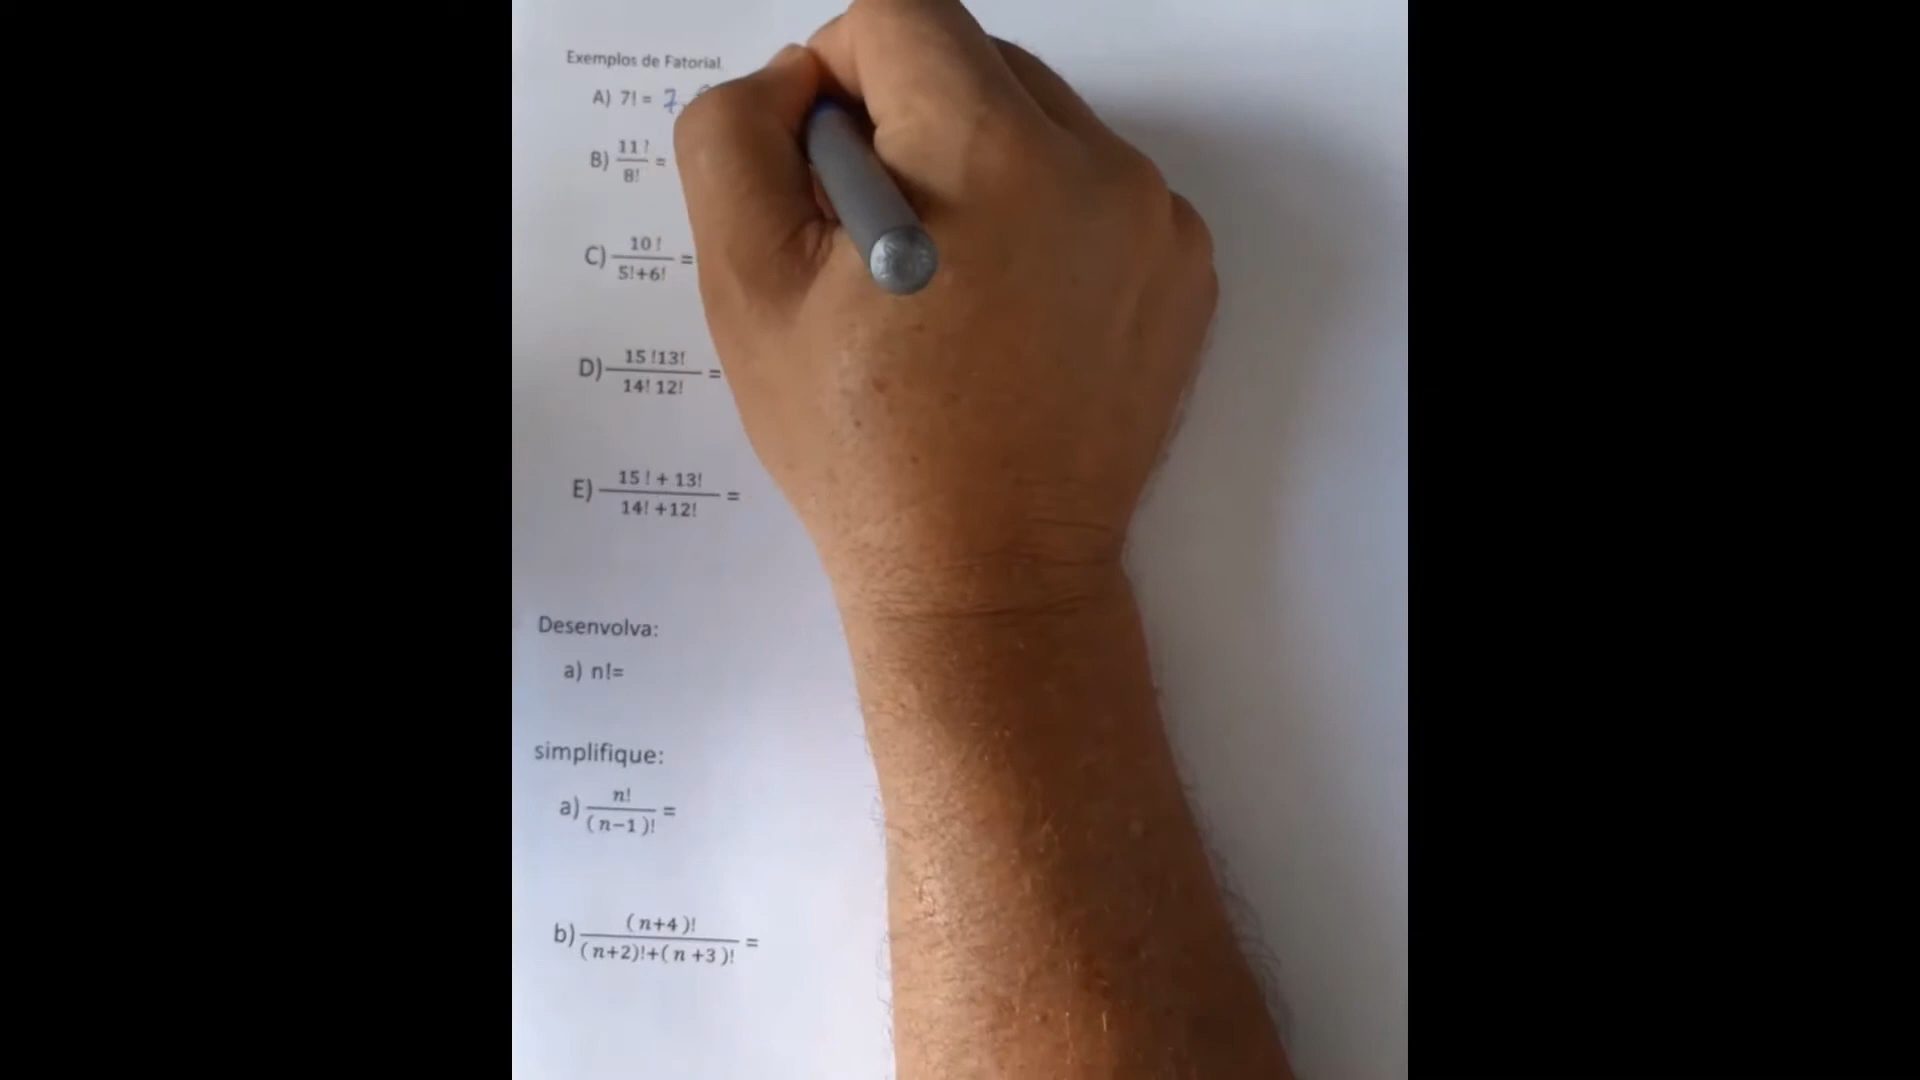 Exemplos de Fatorial
A) 7! = 7.
B) 11! / 8! =
C) 10! / 5!+6! =
D) 15!13! / 14! 12! =
E) 15! + 13! / 14! +12! =
Desenvolva:
a) n!=
simplifique:
a) n! / (n−1)! =
b) (n+4)! / (n+2)!+(n+3)! =